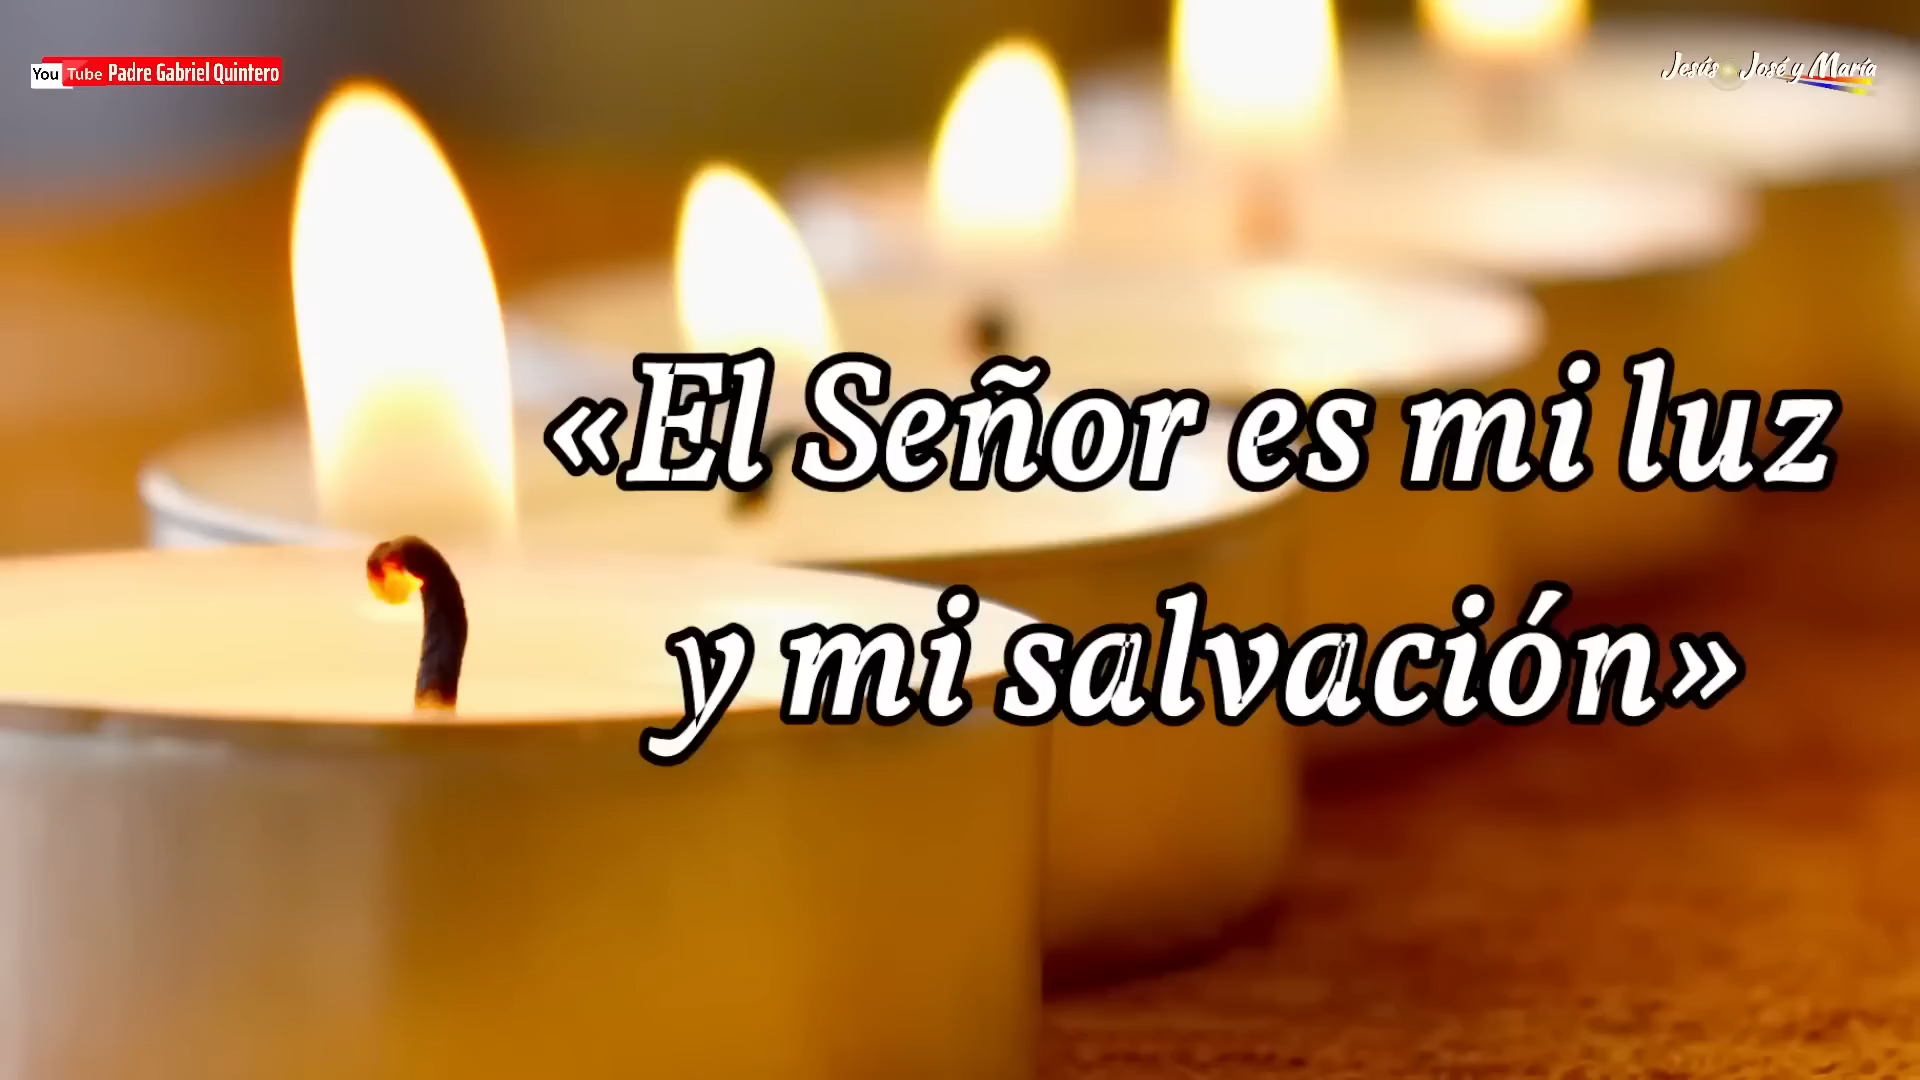 You Tube Padre Gabriel Quintero
Jesús José y María
«El Señor es mi luz
y mi salvación»